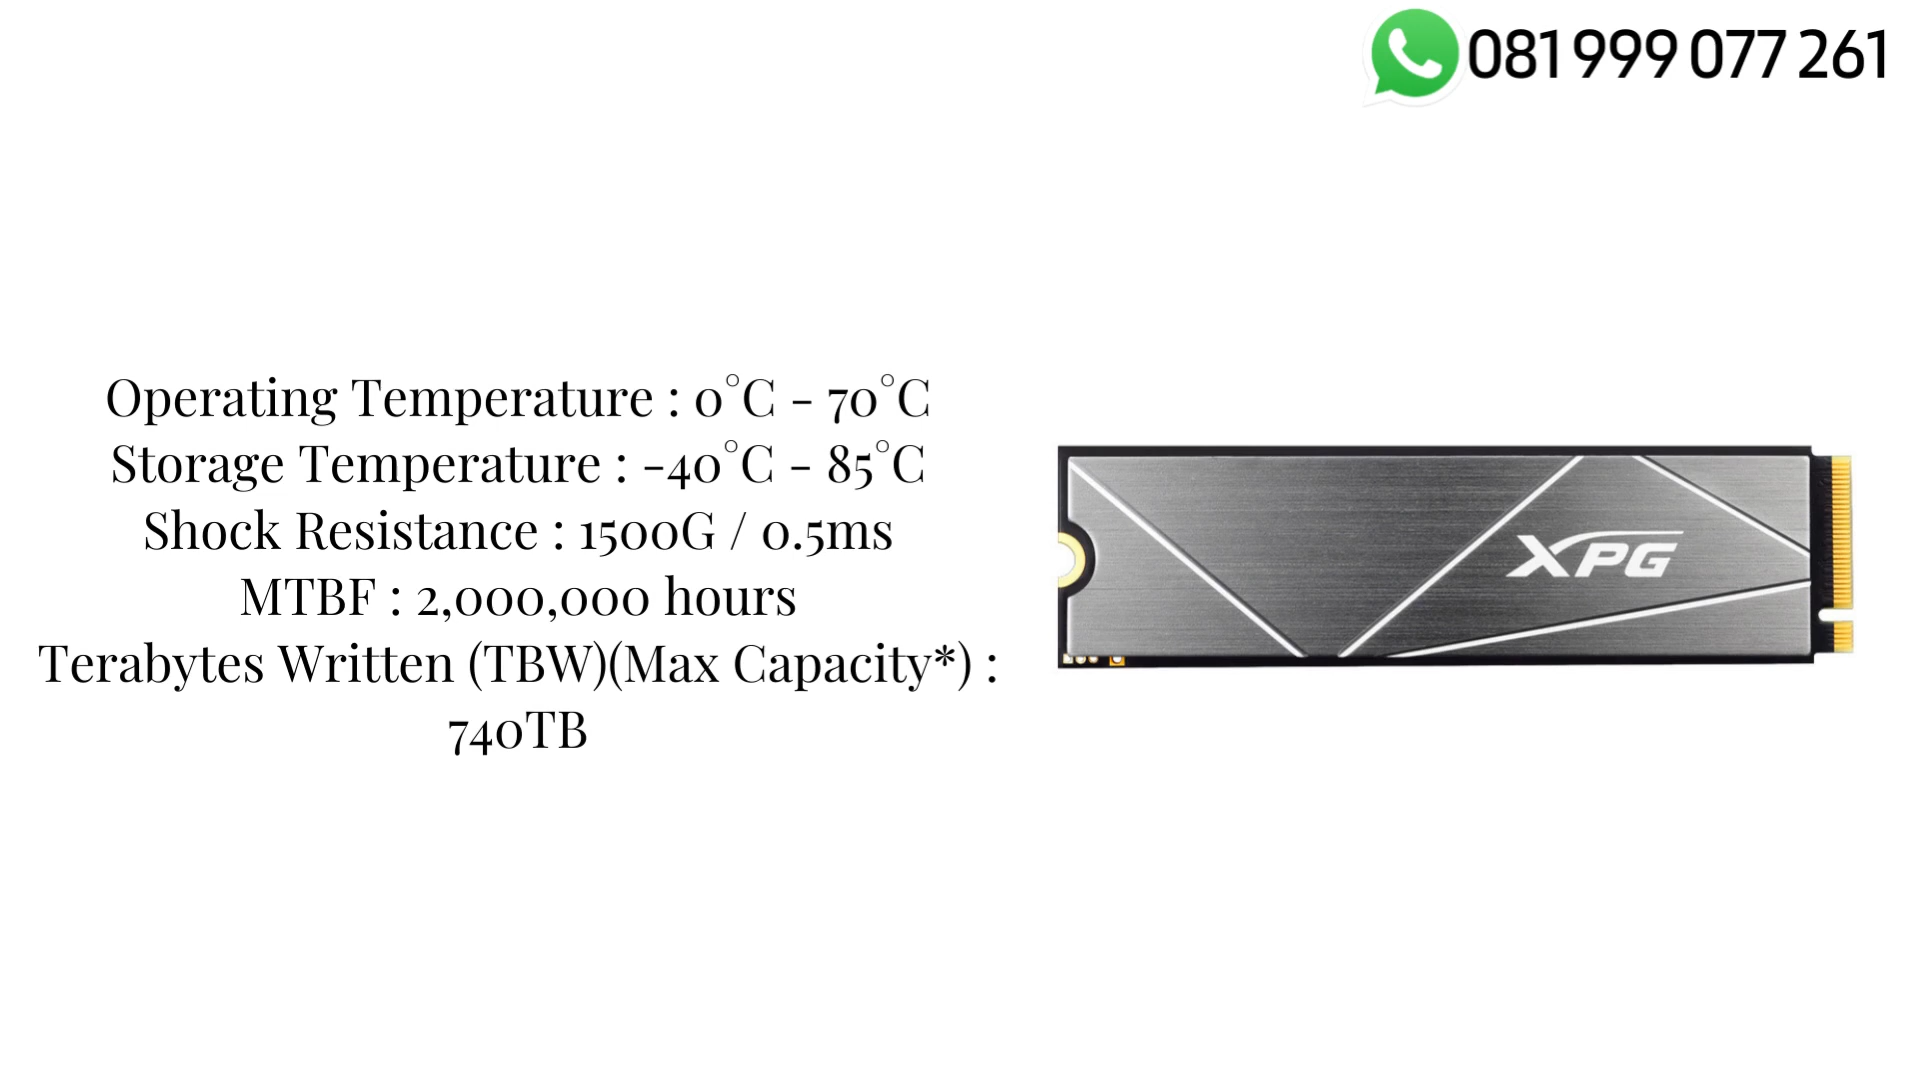 081 999 077 261
Operating Temperature : 0°C - 70°C
Storage Temperature : -40°C - 85°C
Shock Resistance : 1500G / 0.5ms
MTBF : 2,000,000 hours
Terabytes Written (TBW)(Max Capacity*) :
740TB
XPG